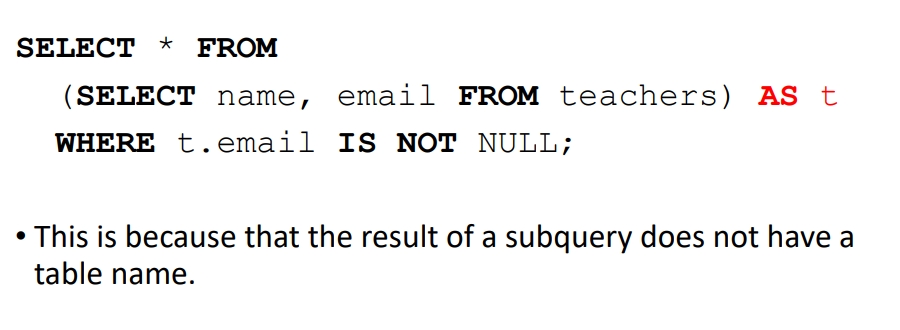 SELECT * FROM
(SELECT name, email FROM teachers) AS t
WHERE t.email IS NOT NULL;
• This is because that the result of a subquery does not have a
table name.